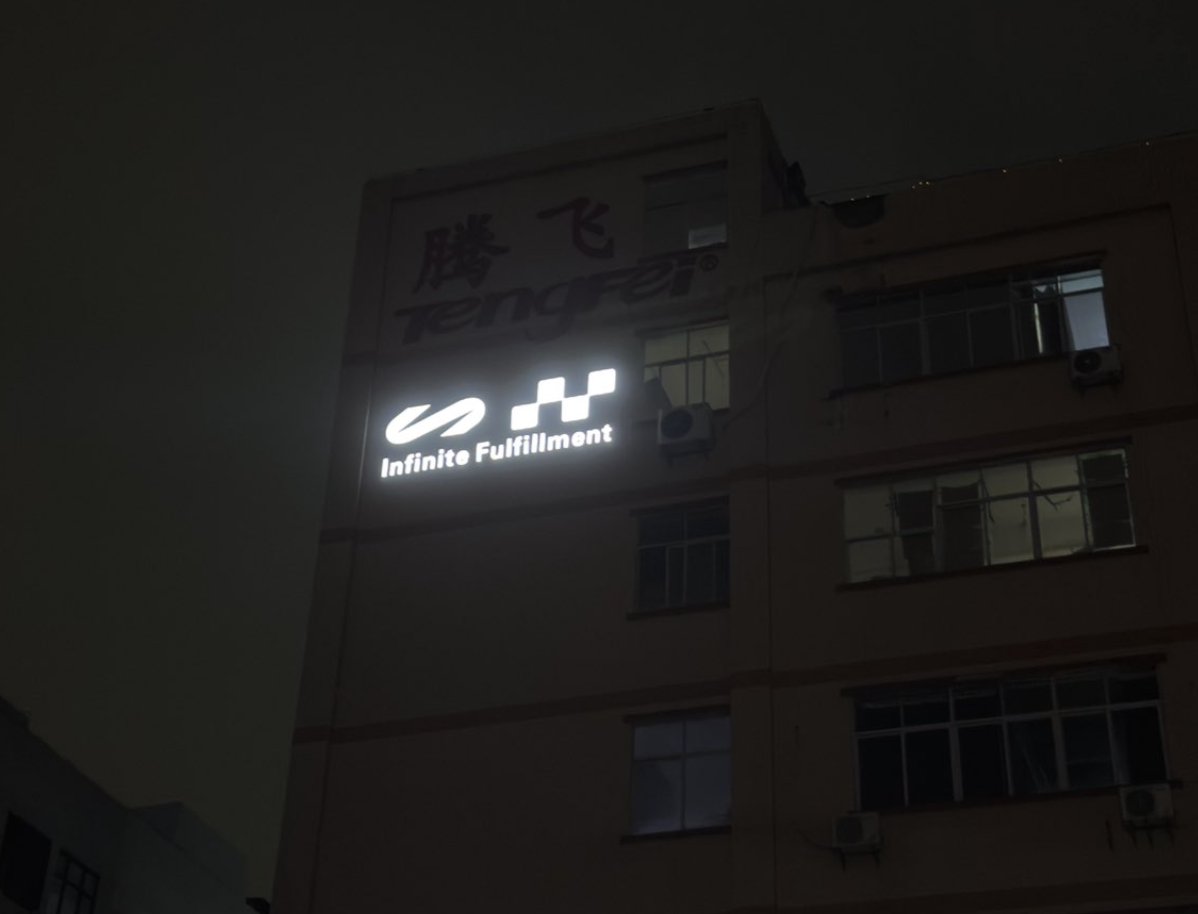 腾飞
TengFei®
Infinite Fulfillment